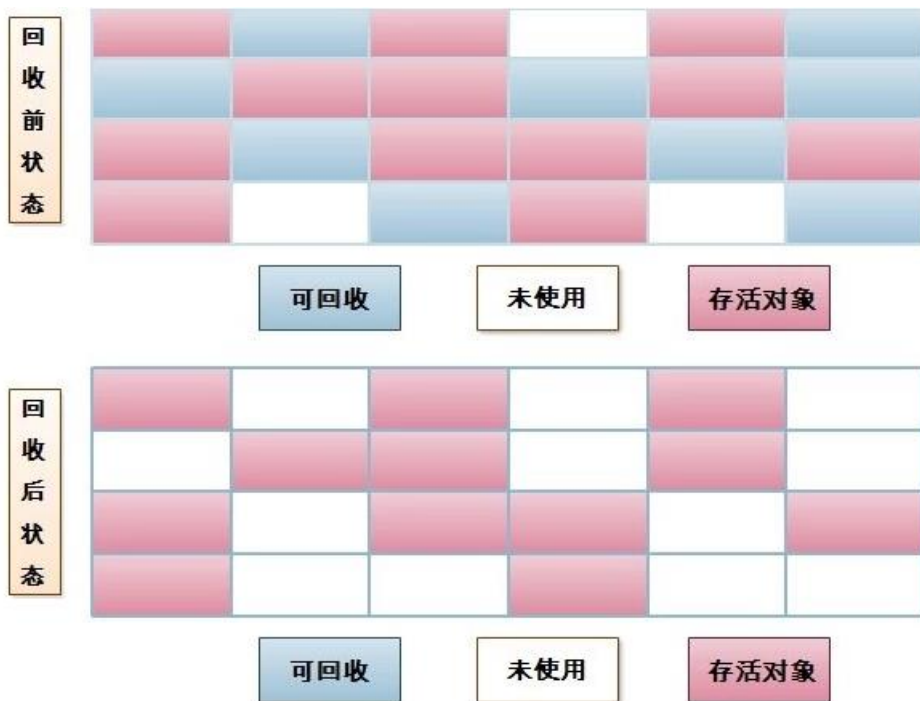 回收前状态
可回收
未使用
存活对象
回收后状态
可回收
未使用
存活对象